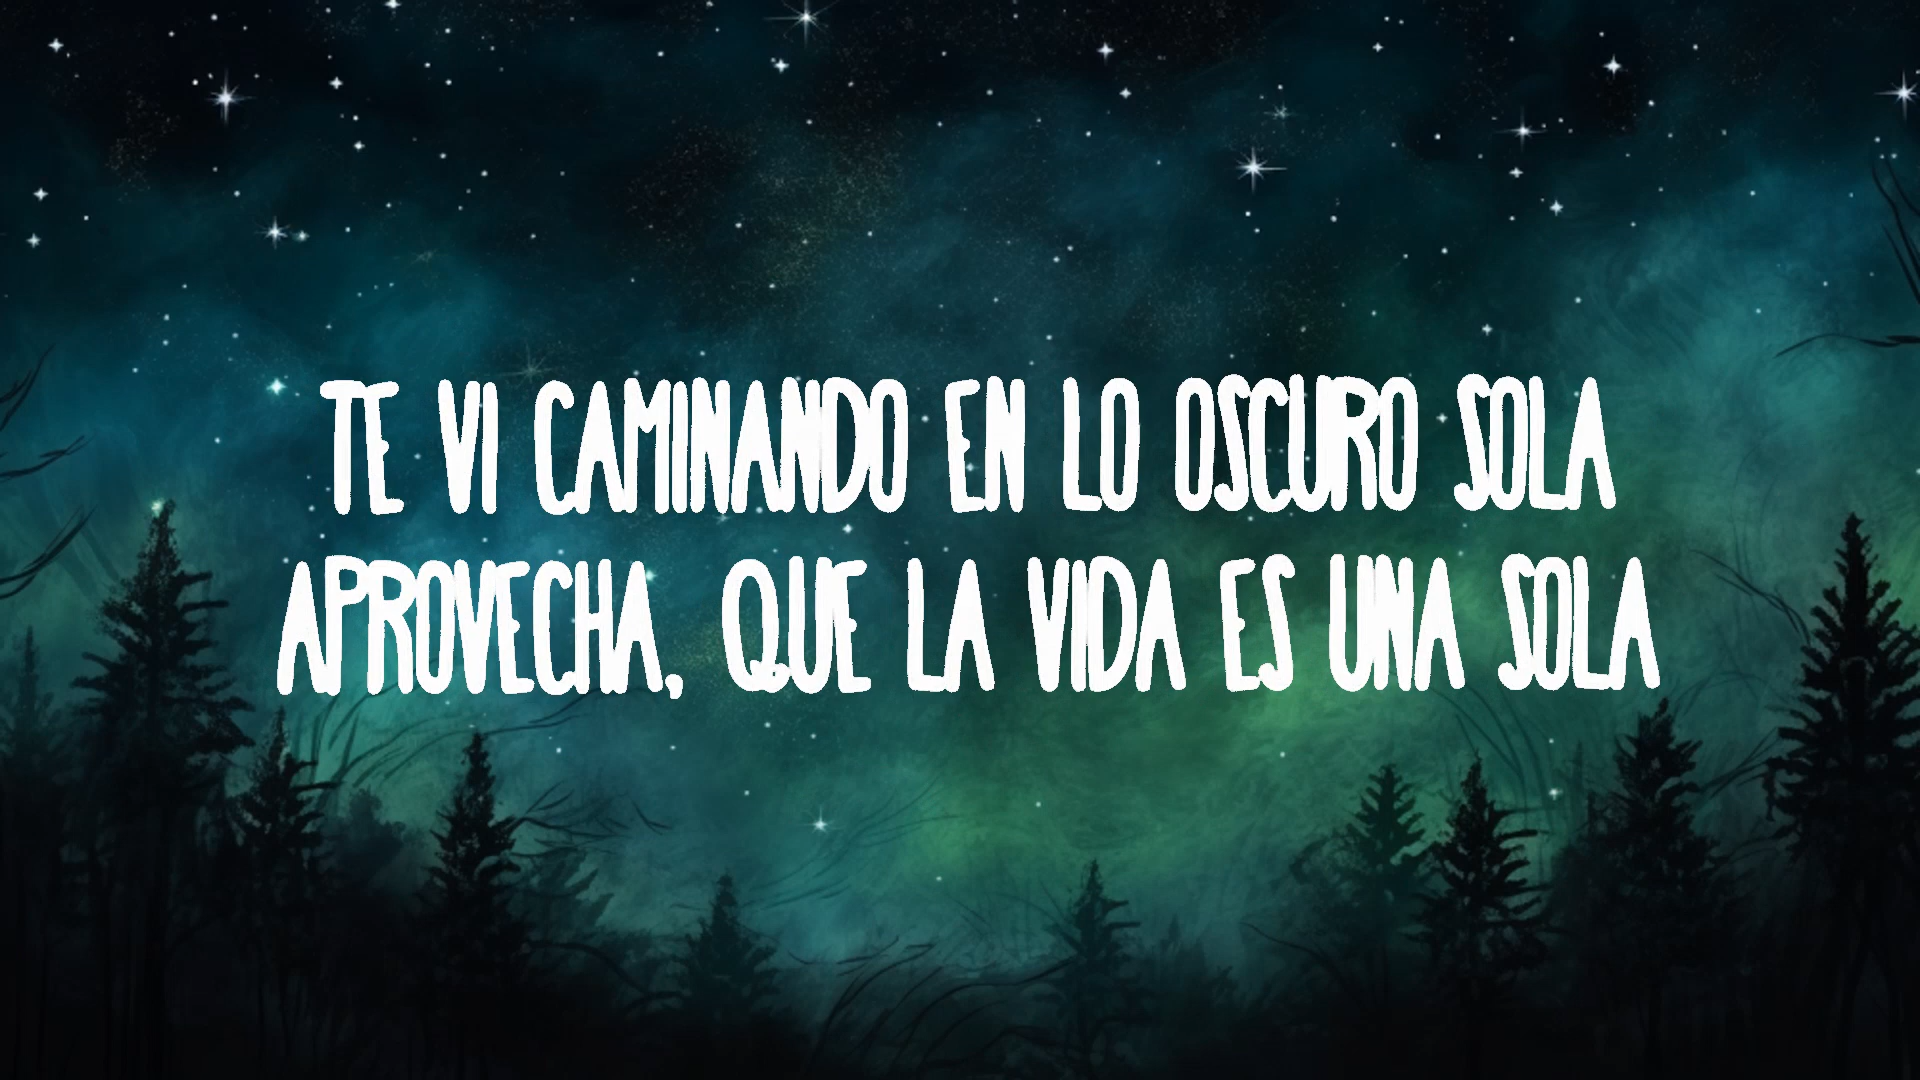 TE VI CAMINANDO EN LO OSCURO SOLA
APROVECHA, QUE LA VIDA ES UNA SOLA